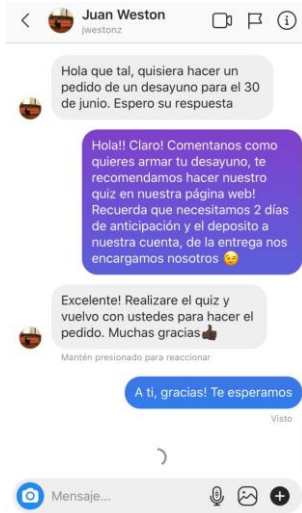 Juan Weston
jwestonz
Hola que tal, quisiera hacer un
pedido de un desayuno para el 30
de junio. Espero su respuesta
Hola!! Claro! Comentanos como
quieres armar tu desayuno, te
recomendamos hacer nuestro
quiz en nuestra página web!
Recuerda que necesitamos 2 días
de anticipación y el deposito a
nuestra cuenta, de la entrega nos
encargamos nosotros 😉
Excelente! Realizare el quiz y
vuelvo con ustedes para hacer el
pedido. Muchas gracias👍🏿
Mantén presionado para reaccionar
A ti, gracias! Te esperamos
Visto
Mensaje...